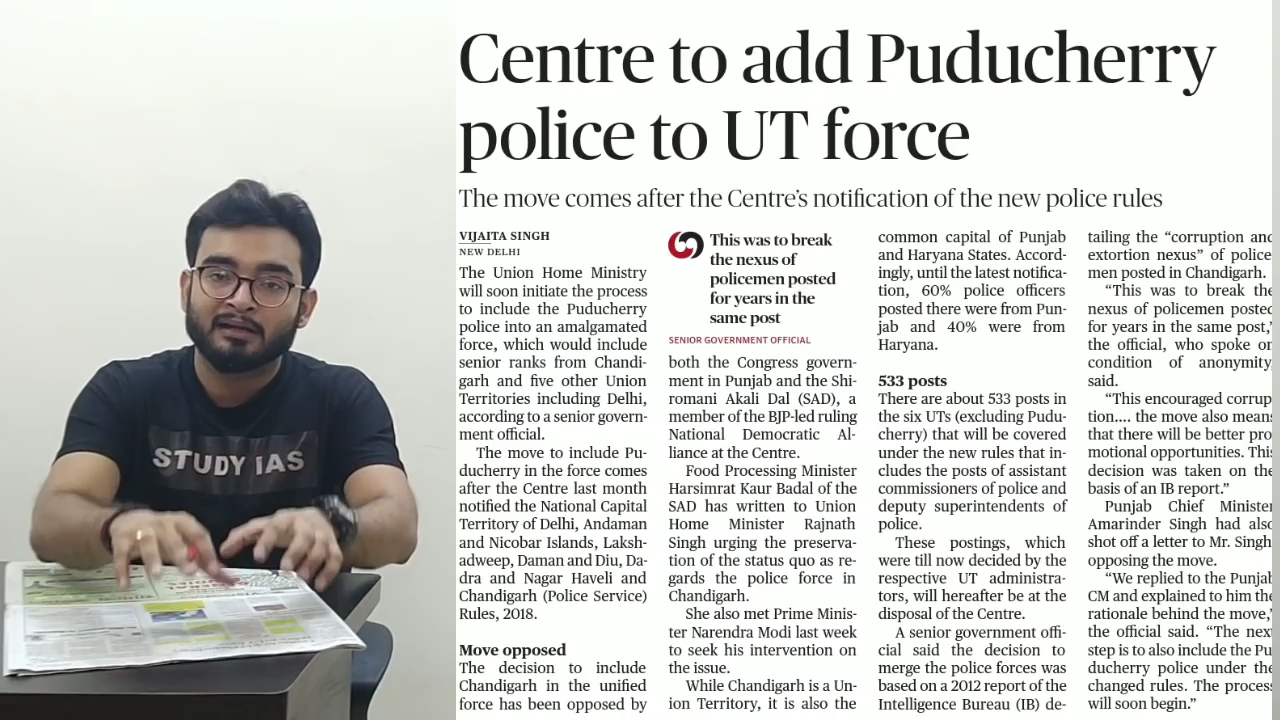 STUDY IAS
Centre to add Puducherry
police to UT force
The move comes after the Centre's notification of the new police rules
VIJAITA SINGH
NEW DELHI
The Union Home Ministry
will soon initiate the process
to include the Puducherry
police into an amalgamated
force, which would include
senior ranks from Chandi-
garh and five other Union
Territories including Delhi,
according to a senior govern-
ment official.
The move to include Pu-
ducherry in the force comes
after the Centre last month
notified the National Capital
Territory of Delhi, Andaman
and Nicobar Islands, Laksh-
adweep, Daman and Diu, Da-
dra and Nagar Haveli and
Chandigarh (Police Service)
Rules, 2018.
Move opposed
The decision to include
Chandigarh in the unified
force has been opposed by
This was to break
the nexus of
policemen posted
for years in the
same post
SENIOR GOVERNMENT OFFICIAL
both the Congress govern-
ment in Punjab and the Shi-
romani Akali Dal (SAD), a
member of the BJP-led ruling
National Democratic Al-
liance at the Centre.
Food Processing Minister
Harsimrat Kaur Badal of the
SAD has written to Union
Home Minister Rajnath
Singh urging the preserva-
tion of the status quo as re-
gards the police force in
Chandigarh.
She also met Prime Minis-
ter Narendra Modi last week
to seek his intervention on
the issue.
While Chandigarh is a Un-
ion Territory, it is also the
common capital of Punjab
and Haryana States. Accord-
ingly, until the latest notifica-
tion, 60% police officers
posted there were from Pun-
jab and 40% were from
Haryana.
533 posts
There are about 533 posts in
the six UTs (excluding Pudu-
cherry) that will be covered
under the new rules that in-
cludes the posts of assistant
commissioners of police and
deputy superintendents of
police.
These postings, which
were till now decided by the
respective UT administra-
tors, will hereafter be at the
disposal of the Centre.
A senior government offi-
cial said the decision to
merge the police forces was
based on a 2012 report of the
Intelligence Bureau (IB) de-
tailing the “corruption and
extortion nexus” of police
men posted in Chandigarh.
“This was to break the
nexus of policemen posted
for years in the same post,”
the official, who spoke on
condition of anonymity,
said.
“This encouraged corrup
tion.... the move also means
that there will be better pro
motional opportunities. This
decision was taken on the
basis of an IB report.”
Punjab Chief Minister
Amarinder Singh had also
shot off a letter to Mr. Singh
opposing the move.
“We replied to the Punjab
CM and explained to him the
rationale behind the move,”
the official said. “The next
step is to also include the Pu
ducherry police under the
changed rules. The process
will soon begin.”